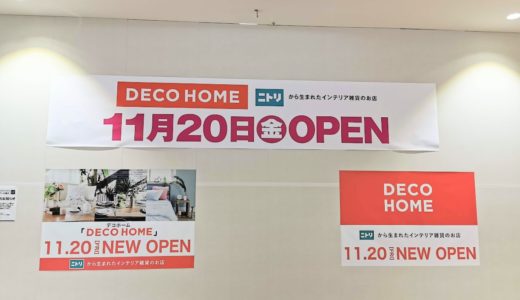 DECO HOME ニトリ から生まれたインテリア雑貨のお店
11月20日金OPEN
デコホーム
「DECO HOME」
11.20 [FRI] NEW OPEN
ニトリ から生まれたインテリア雑貨のお店
DECO
HOME
ニトリ から生まれたインテリア雑貨のお店
11.20 [FRI] NEW OPEN